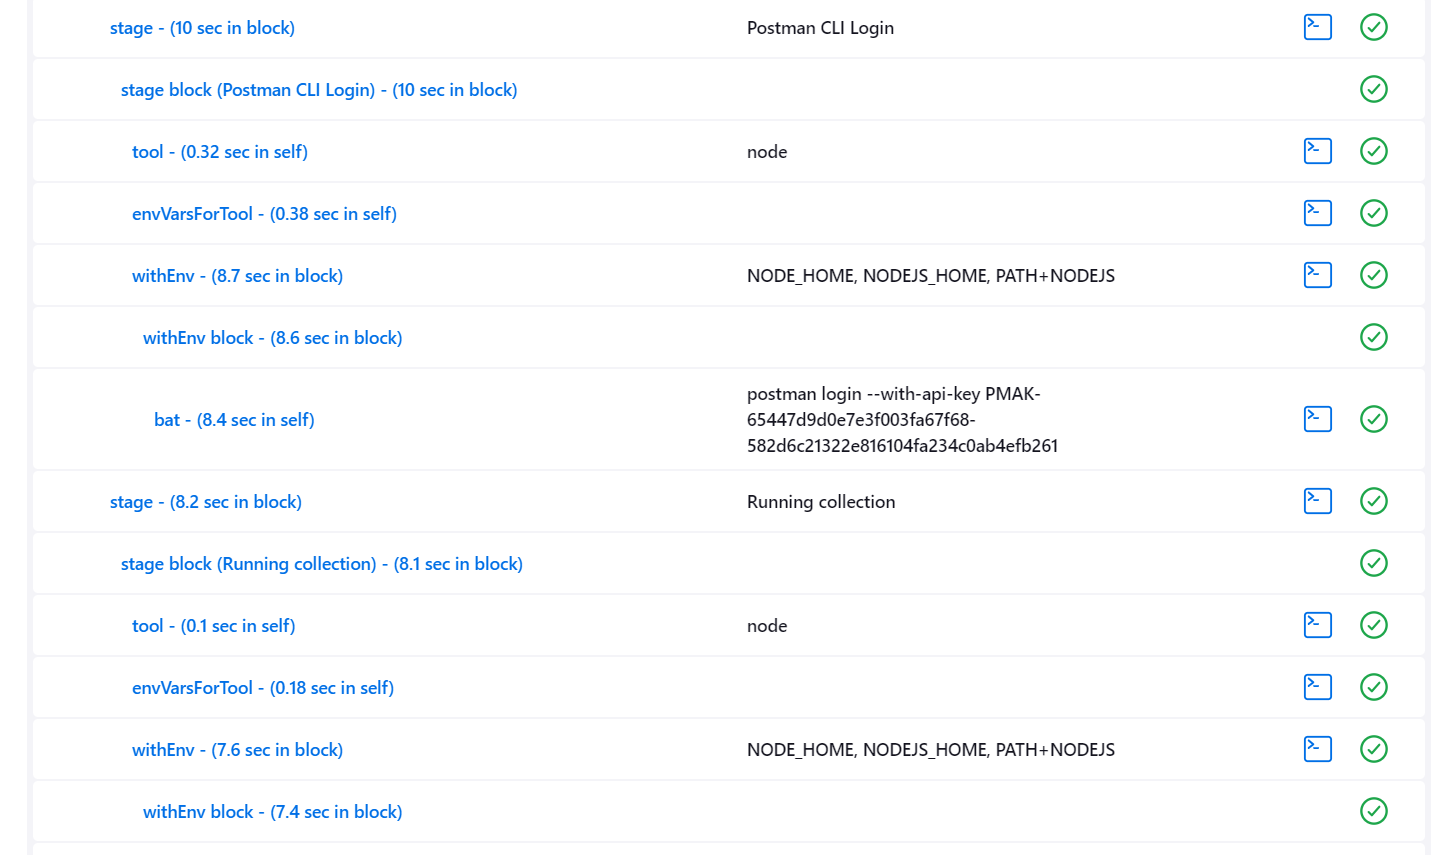 stage - (10 sec in block) Postman CLI Login
stage block (Postman CLI Login) - (10 sec in block)
tool - (0.32 sec in self) node
envVarsForTool - (0.38 sec in self)
withEnv - (8.7 sec in block) NODE_HOME, NODEJS_HOME, PATH+NODEJS
withEnv block - (8.6 sec in block)
bat - (8.4 sec in self) postman login --with-api-key PMAK-
65447d9d0e7e3f003fa67f68-
582d6c21322e816104fa234c0ab4efb261
stage - (8.2 sec in block) Running collection
stage block (Running collection) - (8.1 sec in block)
tool - (0.1 sec in self) node
envVarsForTool - (0.18 sec in self)
withEnv - (7.6 sec in block) NODE_HOME, NODEJS_HOME, PATH+NODEJS
withEnv block - (7.4 sec in block)